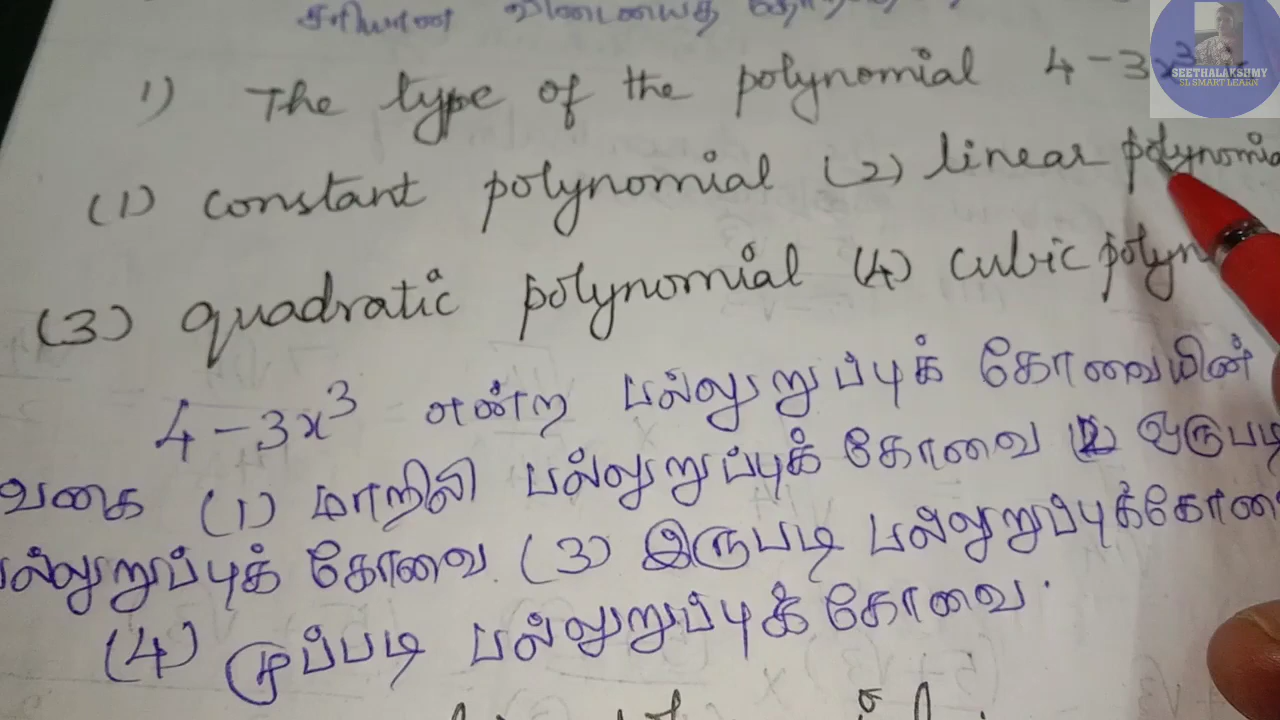 சரியான விடையைத்
1) The type of the polynomial 4 - 3x³
(1) constant polynomial (2) linear polynomia
(3) quadratic polynomial (4) cubic polyn
4 - 3x³ என்ற பல்லுறுப்புக் கோவையின்
வகை (1) மாறிலி பல்லுறுப்புக் கோவை (2) ஒருபடி
பல்லுறுப்புக் கோவை. (3) இருபடி பல்லுறுப்புக்கோவை
(4) முப்படி பல்லுறுப்புக் கோவை.
SEETHALAKSHMY
SL SMART LEARN